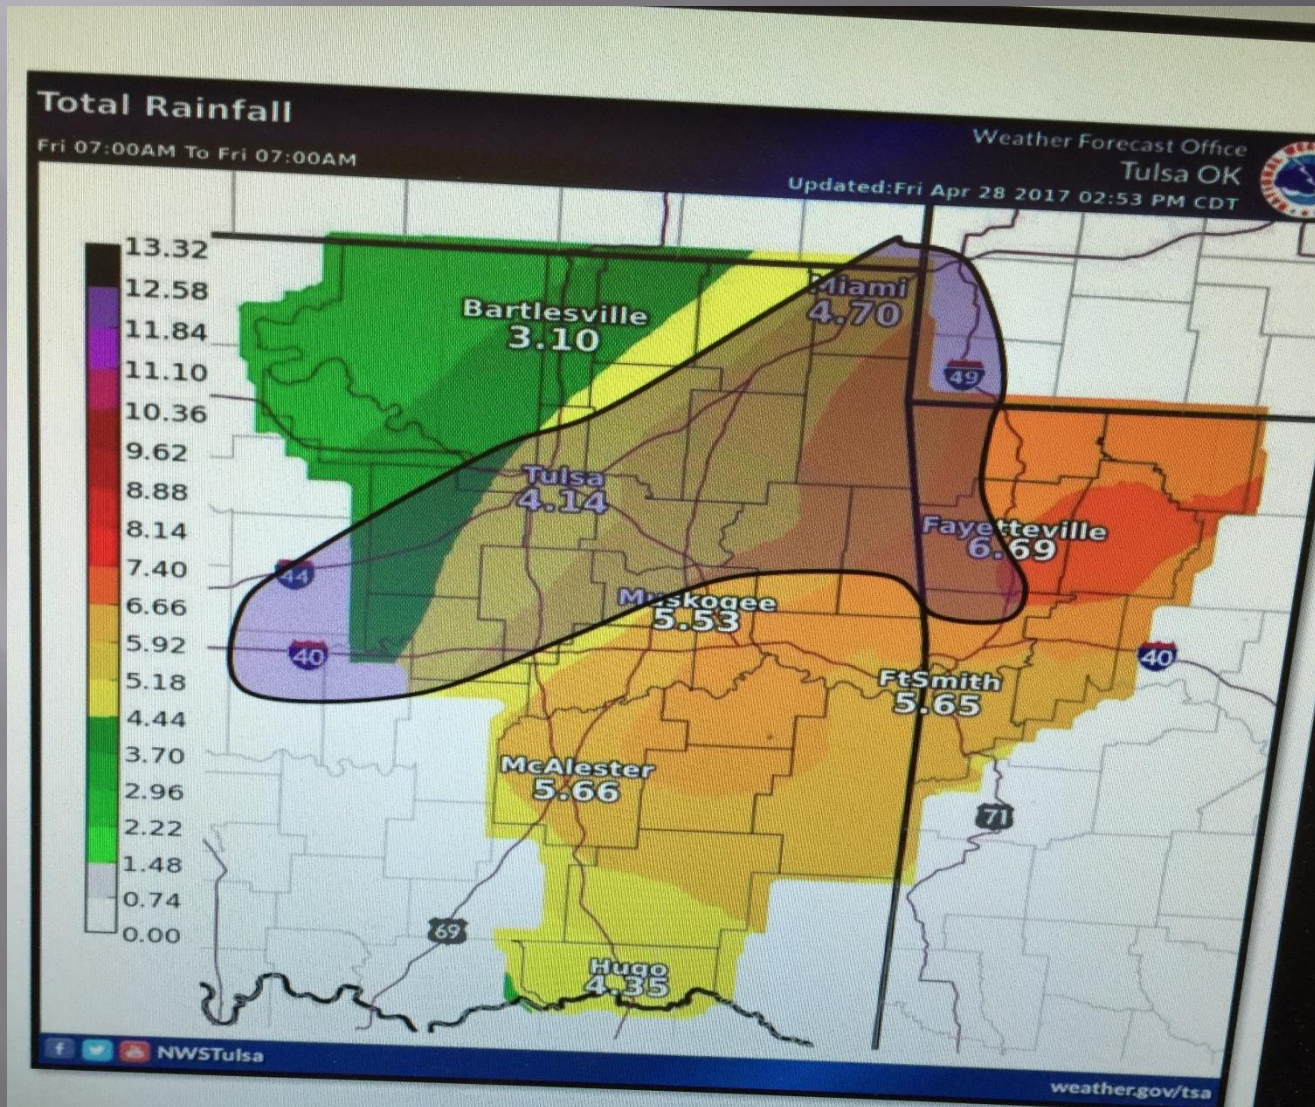 Total Rainfall
Fri 07:00AM To Fri 07:00AM
Weather Forecast Office
Tulsa OK
Updated:Fri Apr 28 2017 02:53 PM CDT
13.32
12.58
11.84
11.10
10.36
9.62
8.88
8.14
7.40
6.66
5.92
5.18
4.44
3.70
2.96
2.22
1.48
0.74
0.00
Miami
4.70
Bartlesville
3.10
49
Tulsa
4.14
Fayetteville
6.69
44
Muskogee
5.53
40
40
FtSmith
5.65
McAlester
5.66
71
69
Hugo
4.35
NWSTulsa
weather.gov/tsa